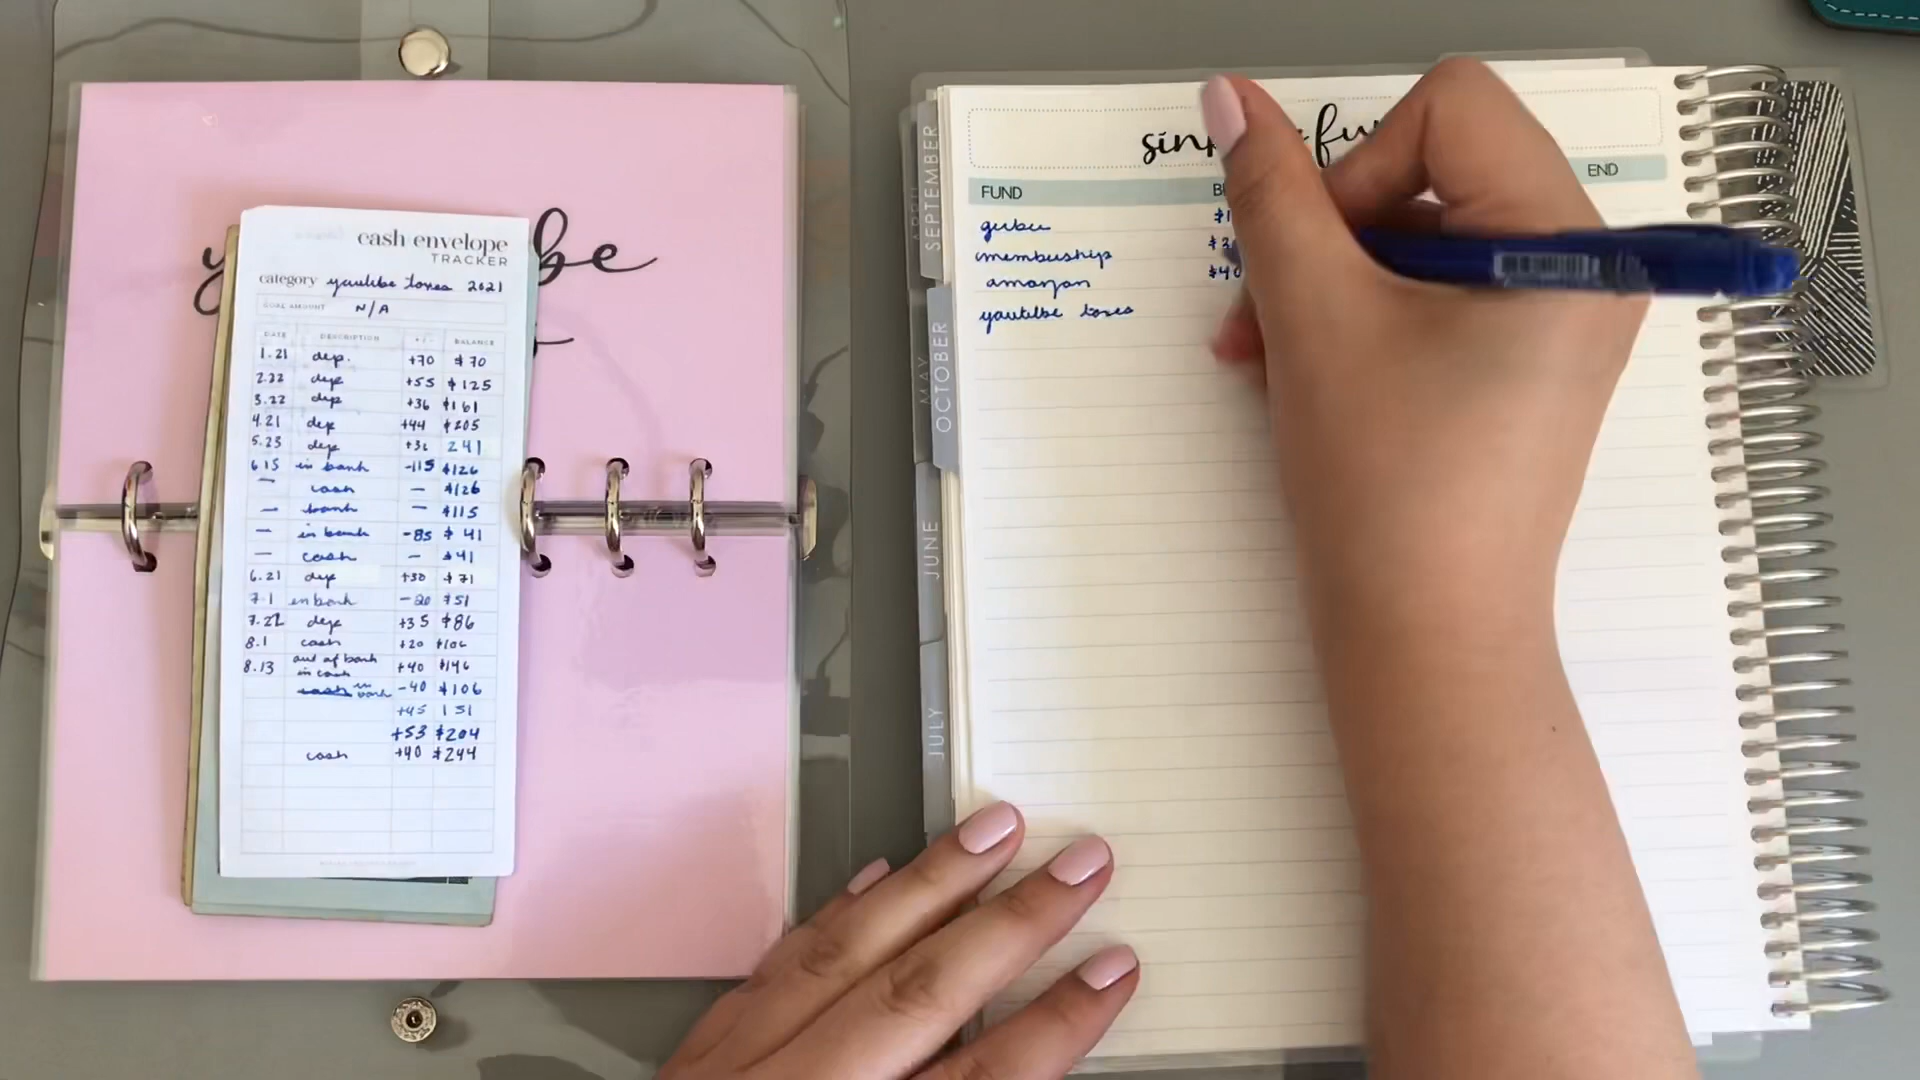 be
cash envelope
TRACKER
category youtube taxes 2021
GOAL AMOUNT N/A
DATE DESCRIPTION +/- BALANCE
1.21 dep. +70 $70
2.22 dep +55 $125
3.22 dep +36 $161
4.21 dep +44 $205
5.23 dep +36 241
6.15 in bank -115 $126
— cash — $126
— bank — $115
— in bank -85 $41
— cash — $41
6.21 dep +30 $71
7.1 in bank -20 $51
7.22 dep +35 $86
8.1 cash +20 $106
8.13 out of bank in cash +40 $146
in bank -40 $106
+45 151
+53 $204
cash +40 $244
FUND END
gerber
membership
amazon $40
youtube taxes
SEPTEMBER
MAY
OCTOBER
JUNE
JULY